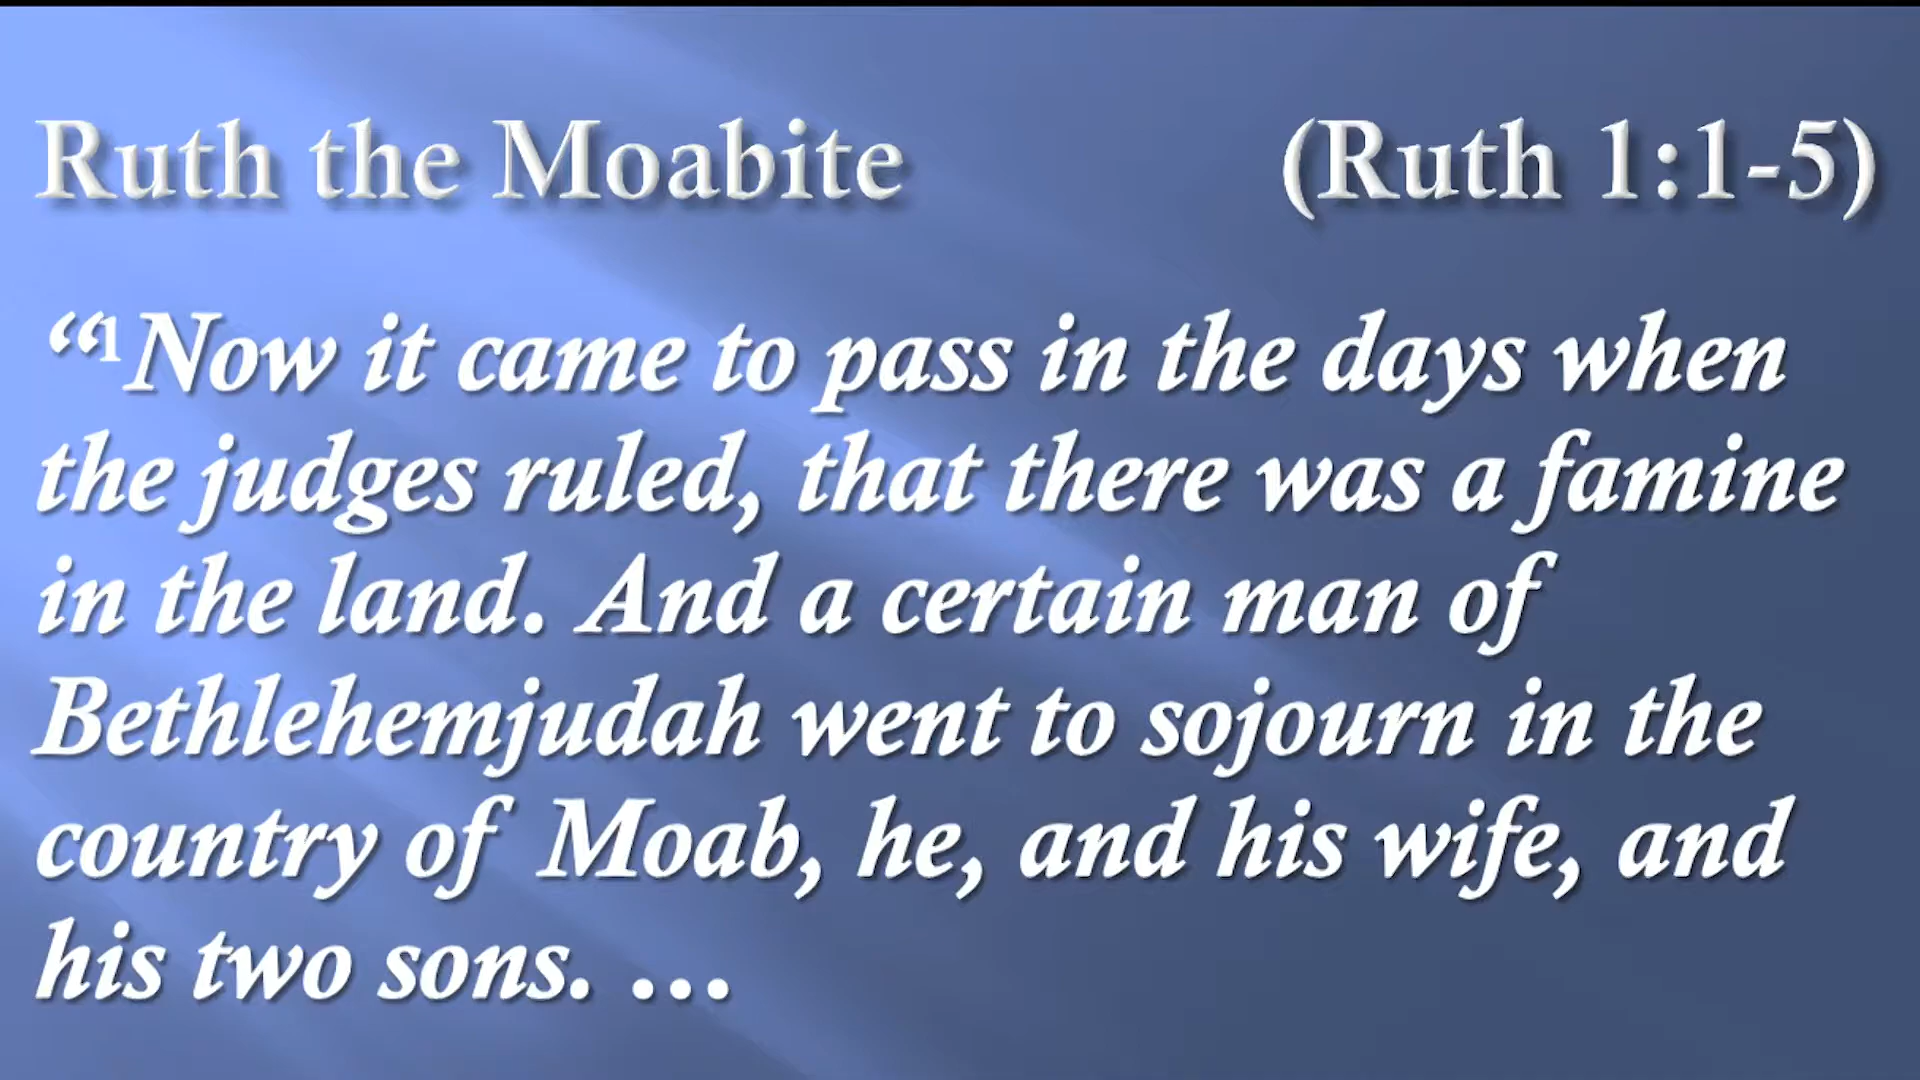 Ruth the Moabite (Ruth 1:1-5)
“¹Now it came to pass in the days when
the judges ruled, that there was a famine
in the land. And a certain man of
Bethlehemjudah went to sojourn in the
country of Moab, he, and his wife, and
his two sons. …